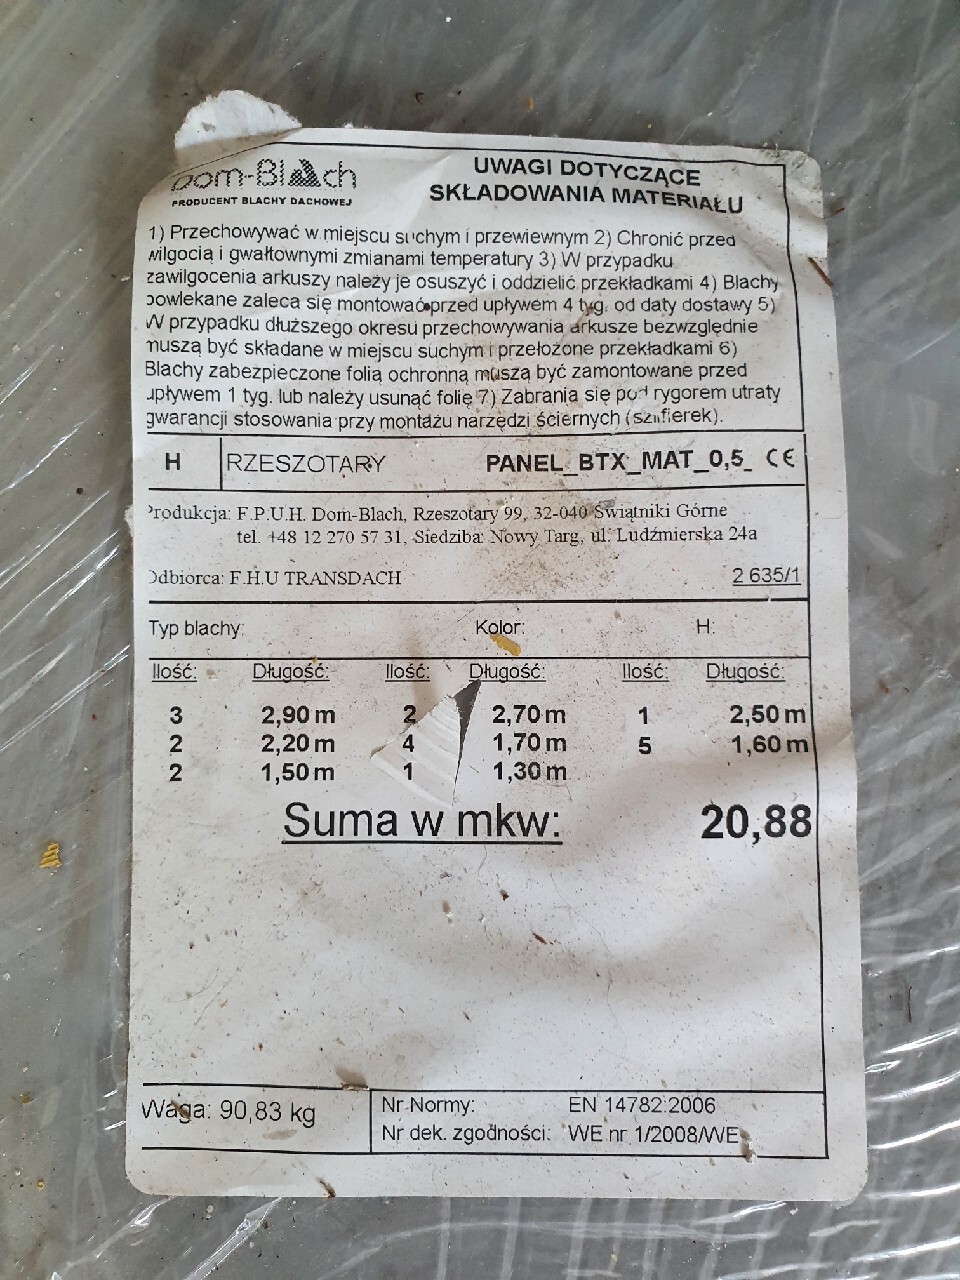 Dom-Blach
PRODUCENT BLACHY DACHOWEJ
UWAGI DOTYCZĄCE
SKŁADOWANIA MATERIAŁU
1) Przechowywać w miejscu suchym i przewiewnym 2) Chronić przed
wilgocią i gwałtownymi zmianami temperatury 3) W przypadku
zawilgocenia arkuszy należy je osuszyć i oddzielić przekładkami 4) Blachy
powlekane zaleca się montować przed upływem 4 tyg. od daty dostawy 5)
W przypadku dłuższego okresu przechowywania arkusze bezwzględnie
muszą być składane w miejscu suchym i przełożone przekładkami 6)
Blachy zabezpieczone folią ochronną muszą być zamontowane przed
upływem 1 tyg. lub należy usunąć folię 7) Zabrania się pod rygorem utraty
gwarancji stosowania przy montażu narzędzi ściernych (szlifierek).
H RZESZOTARY PANEL_BTX_MAT_0,5_ CE
Produkcja: F.P.U.H. Dom-Blach, Rzeszotary 99, 32-040 Świątniki Górne
tel. +48 12 270 57 31, Siedziba: Nowy Targ, ul. Ludźmierska 24a
Odbiorca: F.H.U TRANSDACH 2 635/1
Typ blachy: Kolor: H:
Ilość: Długość: Ilość: Długość: Ilość: Długość:
3 2,90 m 2 2,70 m 1 2,50 m
2 2,20 m 4 1,70 m 5 1,60 m
2 1,50 m 1 1,30 m
Suma w mkw: 20,88
Waga: 90,83 kg
Nr Normy: EN 14782:2006
Nr dek. zgodności: WE nr 1/2008/WE